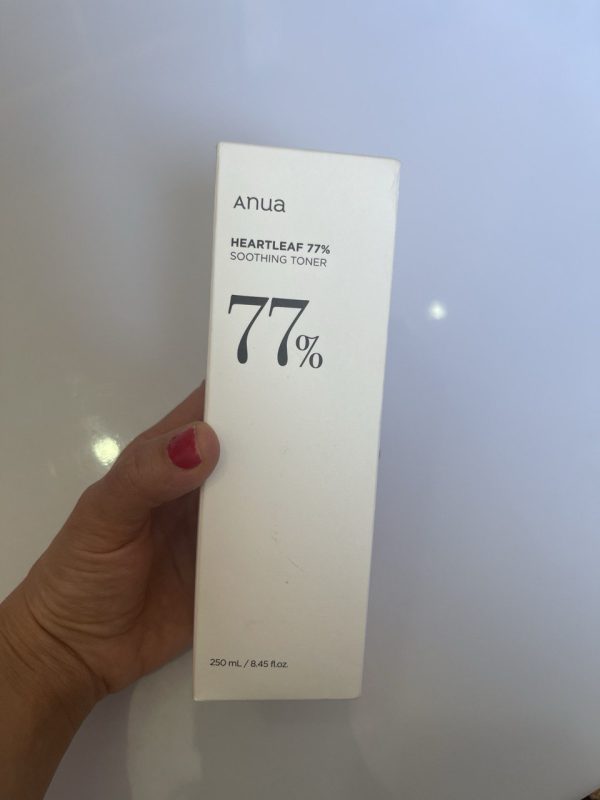 Anua
HEARTLEAF 77%
SOOTHING TONER
77%
250 mL / 8.45 fl.oz.